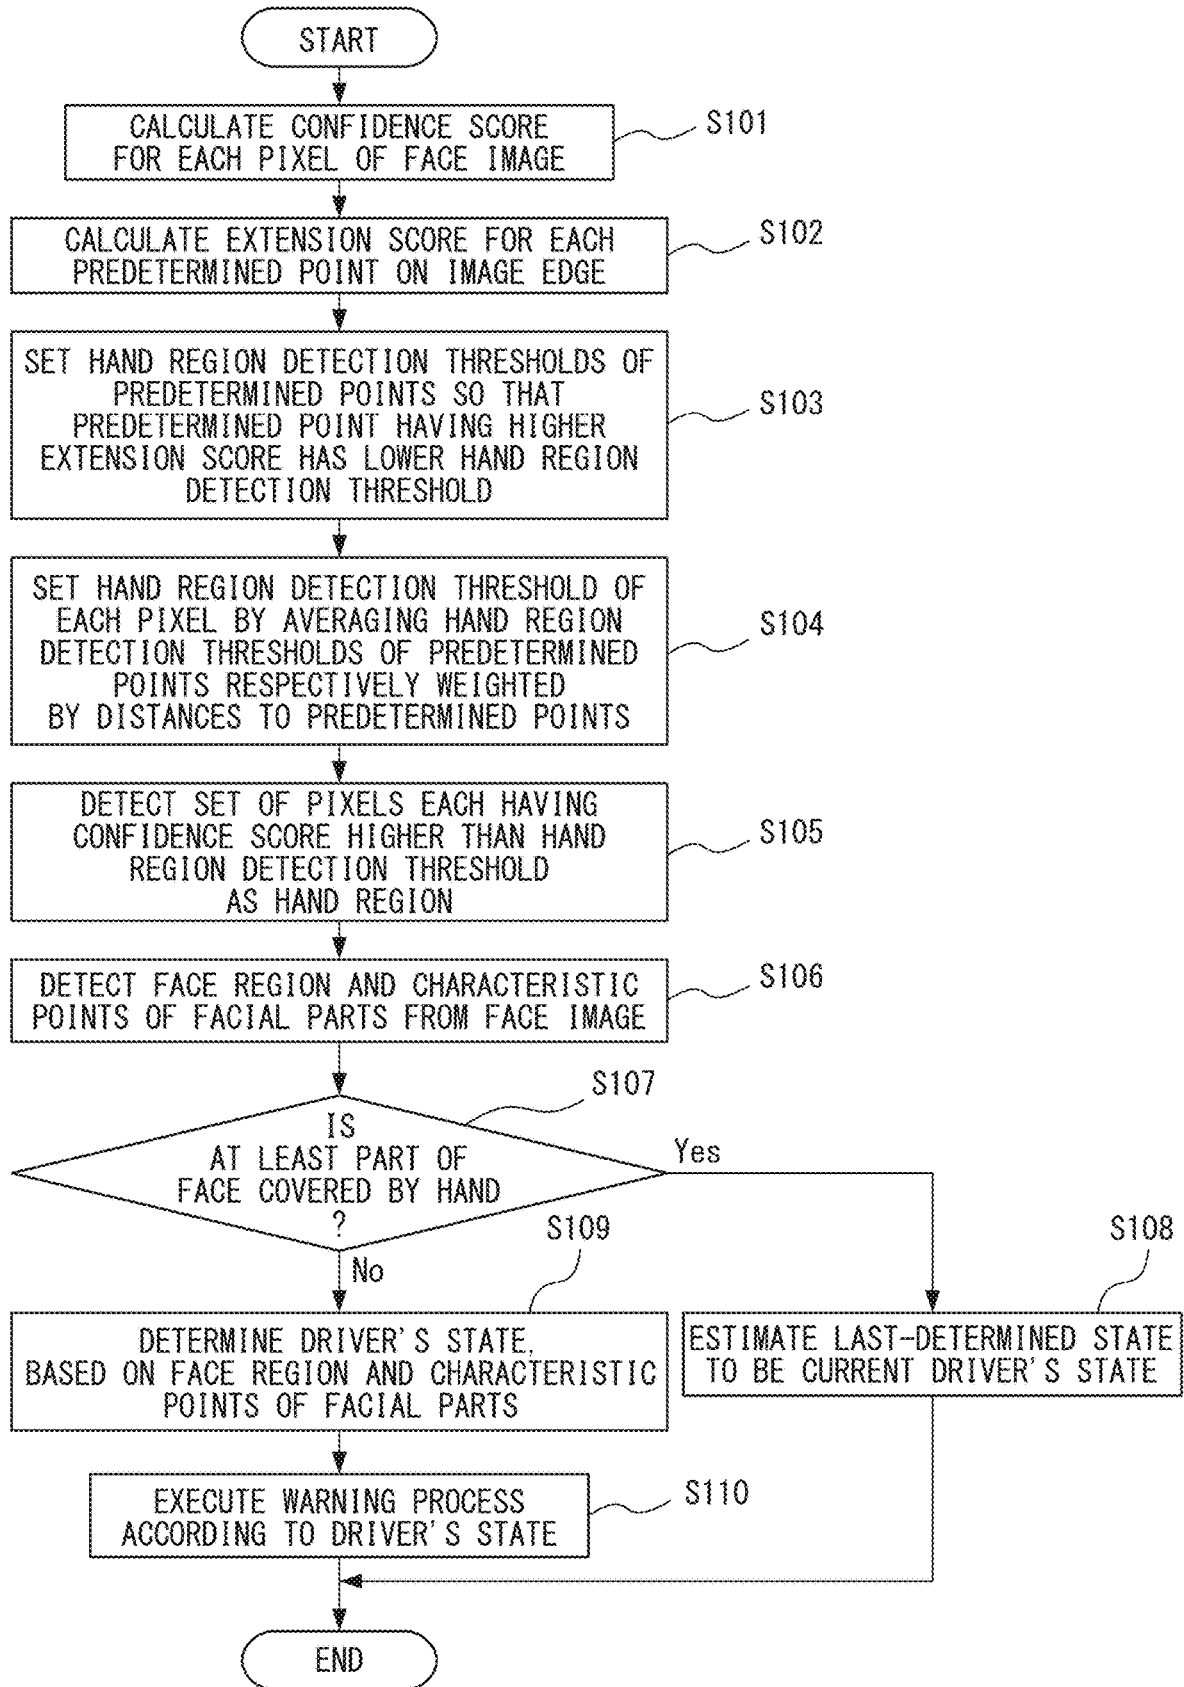 START
CALCULATE CONFIDENCE SCORE
FOR EACH PIXEL OF FACE IMAGE
S101
CALCULATE EXTENSION SCORE FOR EACH
PREDETERMINED POINT ON IMAGE EDGE
S102
SET HAND REGION DETECTION THRESHOLDS OF
PREDETERMINED POINTS SO THAT
PREDETERMINED POINT HAVING HIGHER
EXTENSION SCORE HAS LOWER HAND REGION
DETECTION THRESHOLD
S103
SET HAND REGION DETECTION THRESHOLD OF
EACH PIXEL BY AVERAGING HAND REGION
DETECTION THRESHOLDS OF PREDETERMINED
POINTS RESPECTIVELY WEIGHTED
BY DISTANCES TO PREDETERMINED POINTS
S104
DETECT SET OF PIXELS EACH HAVING
CONFIDENCE SCORE HIGHER THAN HAND
REGION DETECTION THRESHOLD
AS HAND REGION
S105
DETECT FACE REGION AND CHARACTERISTIC
POINTS OF FACIAL PARTS FROM FACE IMAGE
S106
S107
IS
AT LEAST PART OF
FACE COVERED BY HAND
?
Yes
No
S109
S108
DETERMINE DRIVER'S STATE,
BASED ON FACE REGION AND CHARACTERISTIC
POINTS OF FACIAL PARTS
ESTIMATE LAST-DETERMINED STATE
TO BE CURRENT DRIVER'S STATE
EXECUTE WARNING PROCESS
ACCORDING TO DRIVER'S STATE
S110
END